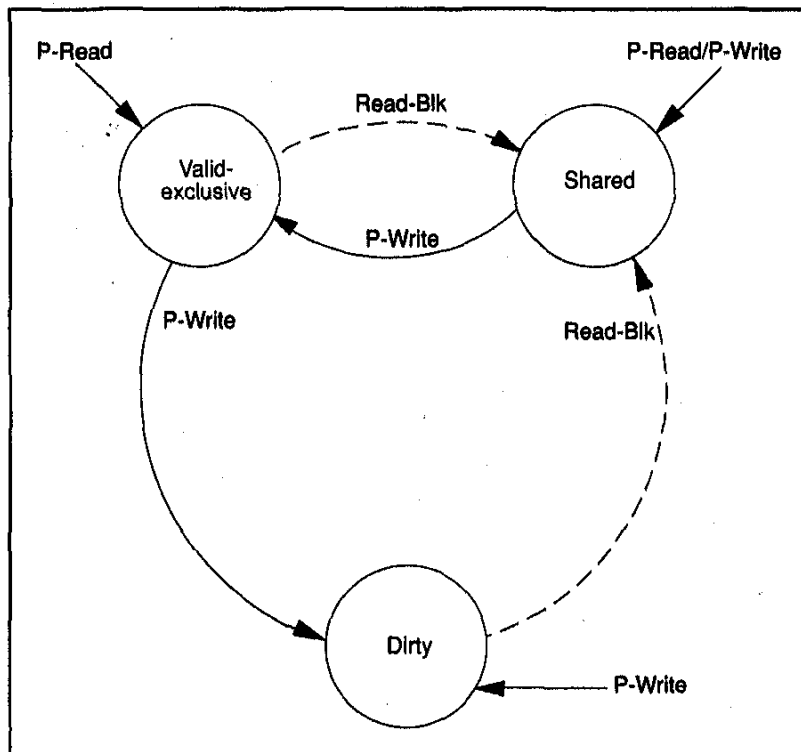 P-Read
P-Read/P-Write
Read-Blk
Valid-
exclusive
Shared
P-Write
P-Write
Read-Blk
Dirty
P-Write